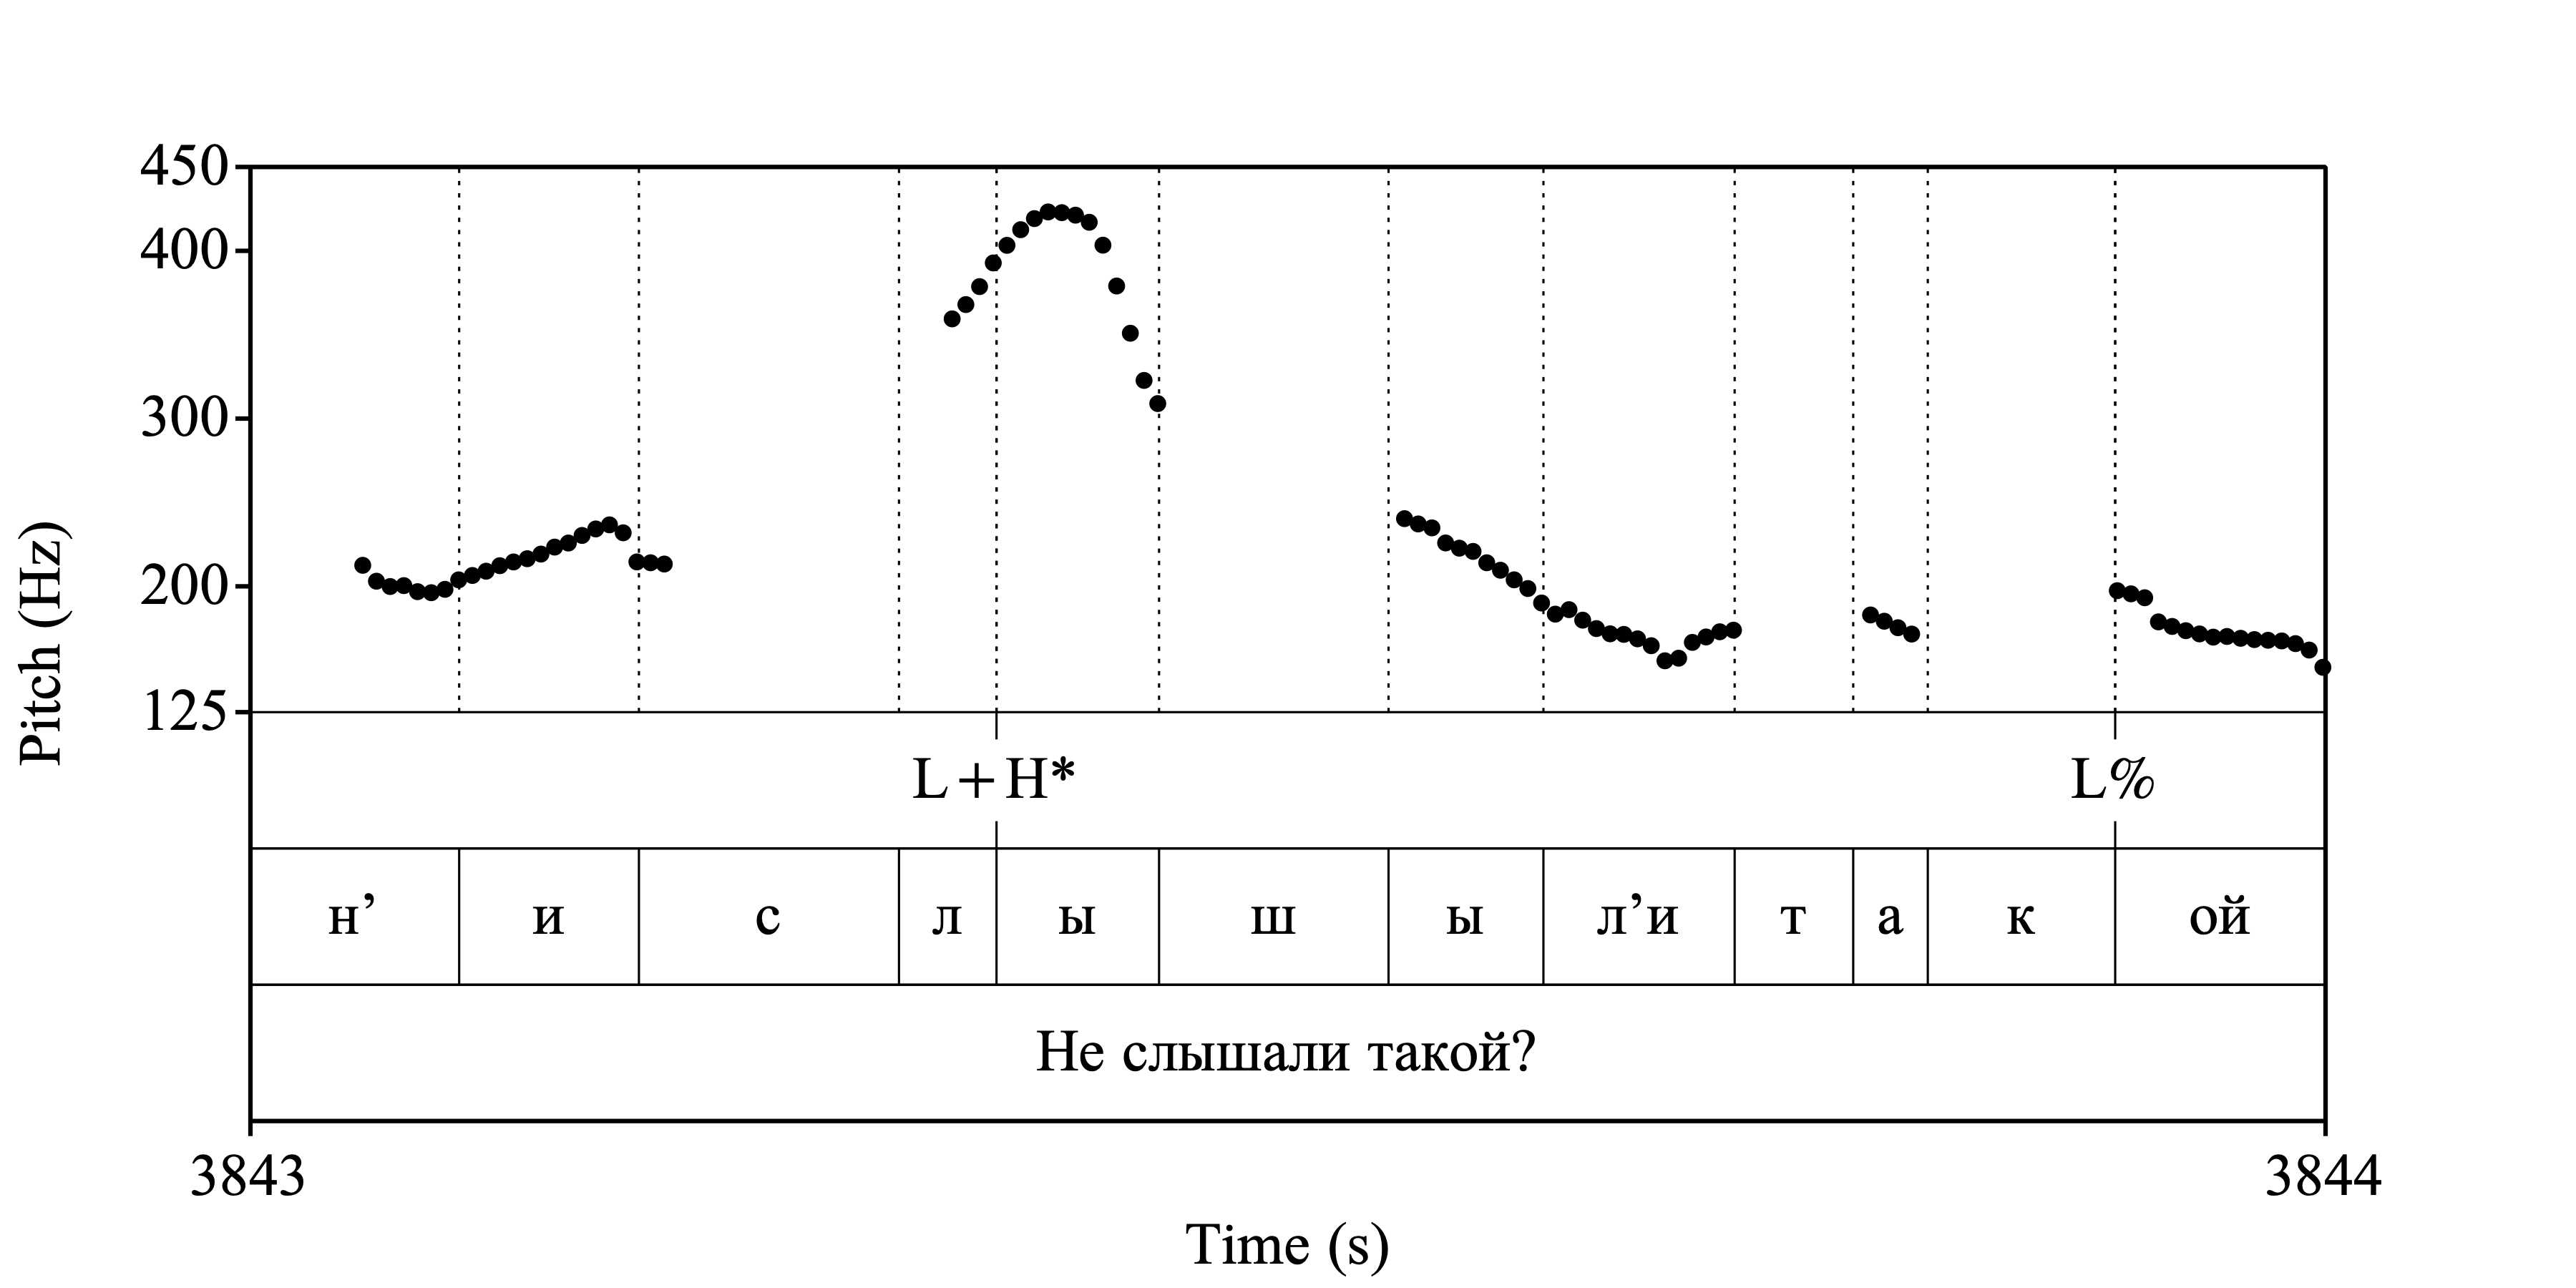 450
400
300
200
125
Pitch (Hz)
L+H* L%
н’ и с л ы ш ы л’и т а к ой
Не слышали такой?
3843 3844
Time (s)